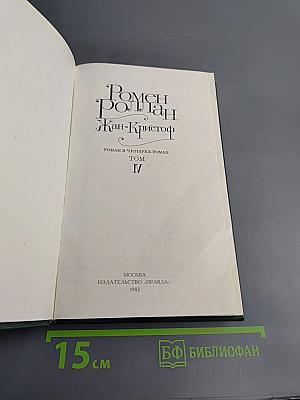 Ромен
Роллан
Жан-Кристоф
РОМАН В ЧЕТЫРЕХ ТОМАХ
ТОМ
IV
МОСКВА
ИЗДАТЕЛЬСТВО «ПРАВДА»
1982
15 см
БФ БИБЛИОФАН